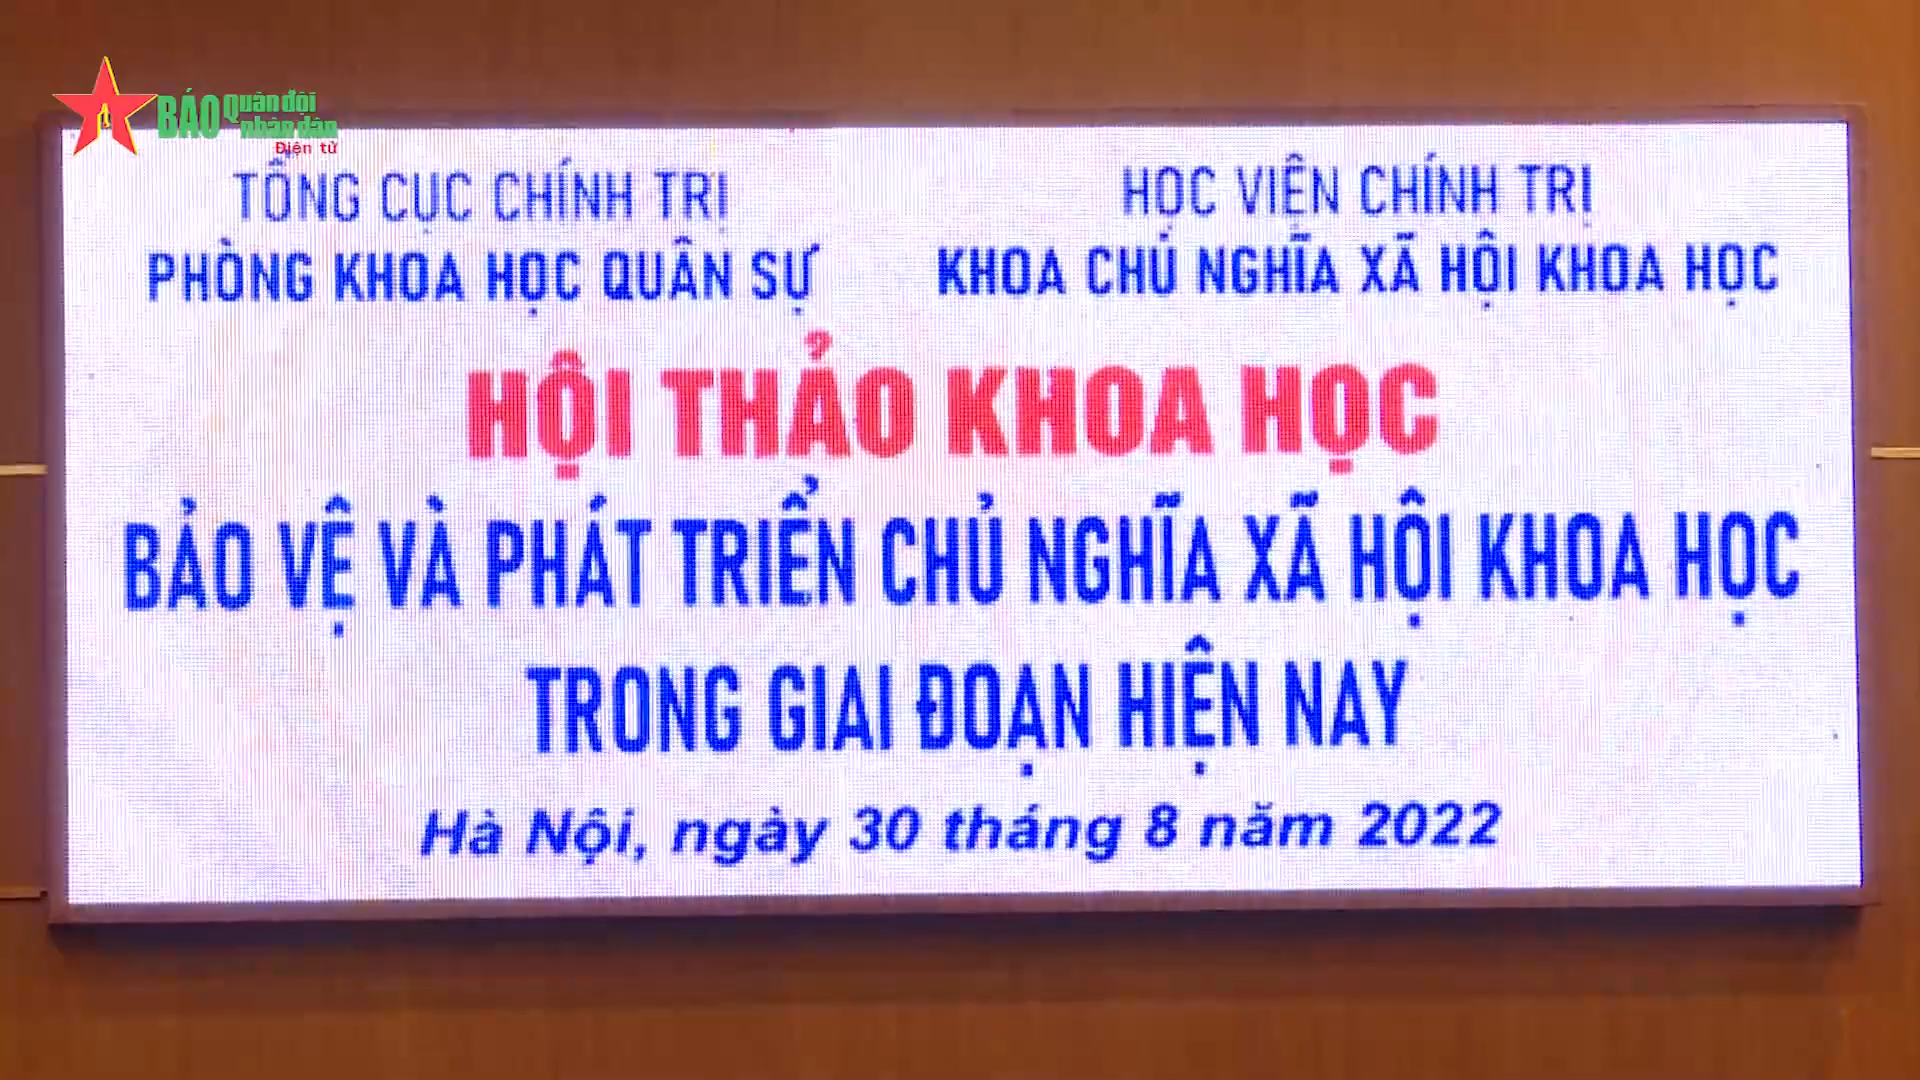 BÁO Quân đội
nhân dân
Điện tử
TỔNG CỤC CHÍNH TRỊ
PHÒNG KHOA HỌC QUÂN SỰ
HỌC VIỆN CHÍNH TRỊ
KHOA CHỦ NGHĨA XÃ HỘI KHOA HỌC
HỘI THẢO KHOA HỌC
BẢO VỆ VÀ PHÁT TRIỂN CHỦ NGHĨA XÃ HỘI KHOA HỌC
TRONG GIAI ĐOẠN HIỆN NAY
Hà Nội, ngày 30 tháng 8 năm 2022